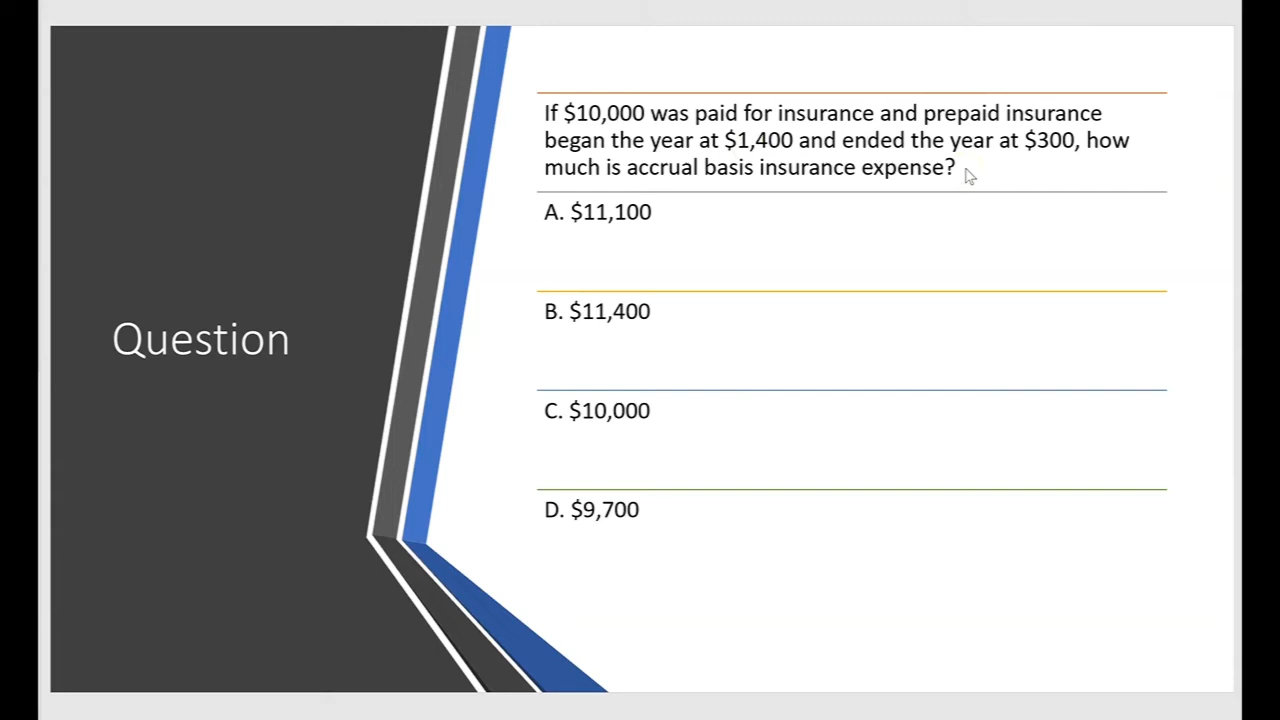 Question
If $10,000 was paid for insurance and prepaid insurance
began the year at $1,400 and ended the year at $300, how
much is accrual basis insurance expense?
A. $11,100
B. $11,400
C. $10,000
D. $9,700